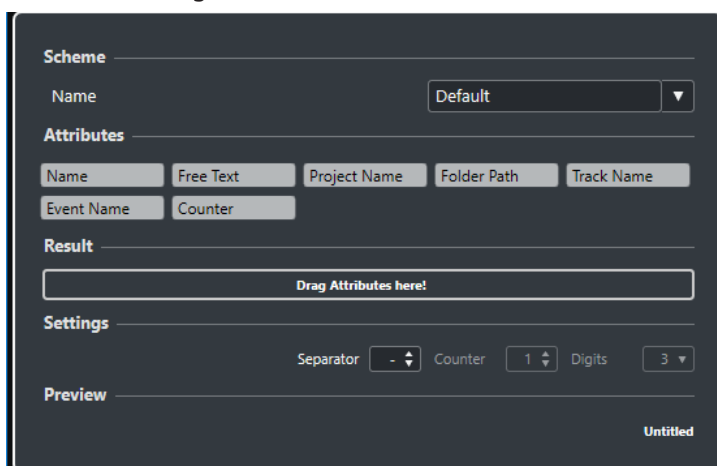 Scheme
Name Default
Attributes
Name Free Text Project Name Folder Path Track Name
Event Name Counter
Result
Drag Attributes here!
Settings
Separator - Counter 1 Digits 3
Preview
Untitled